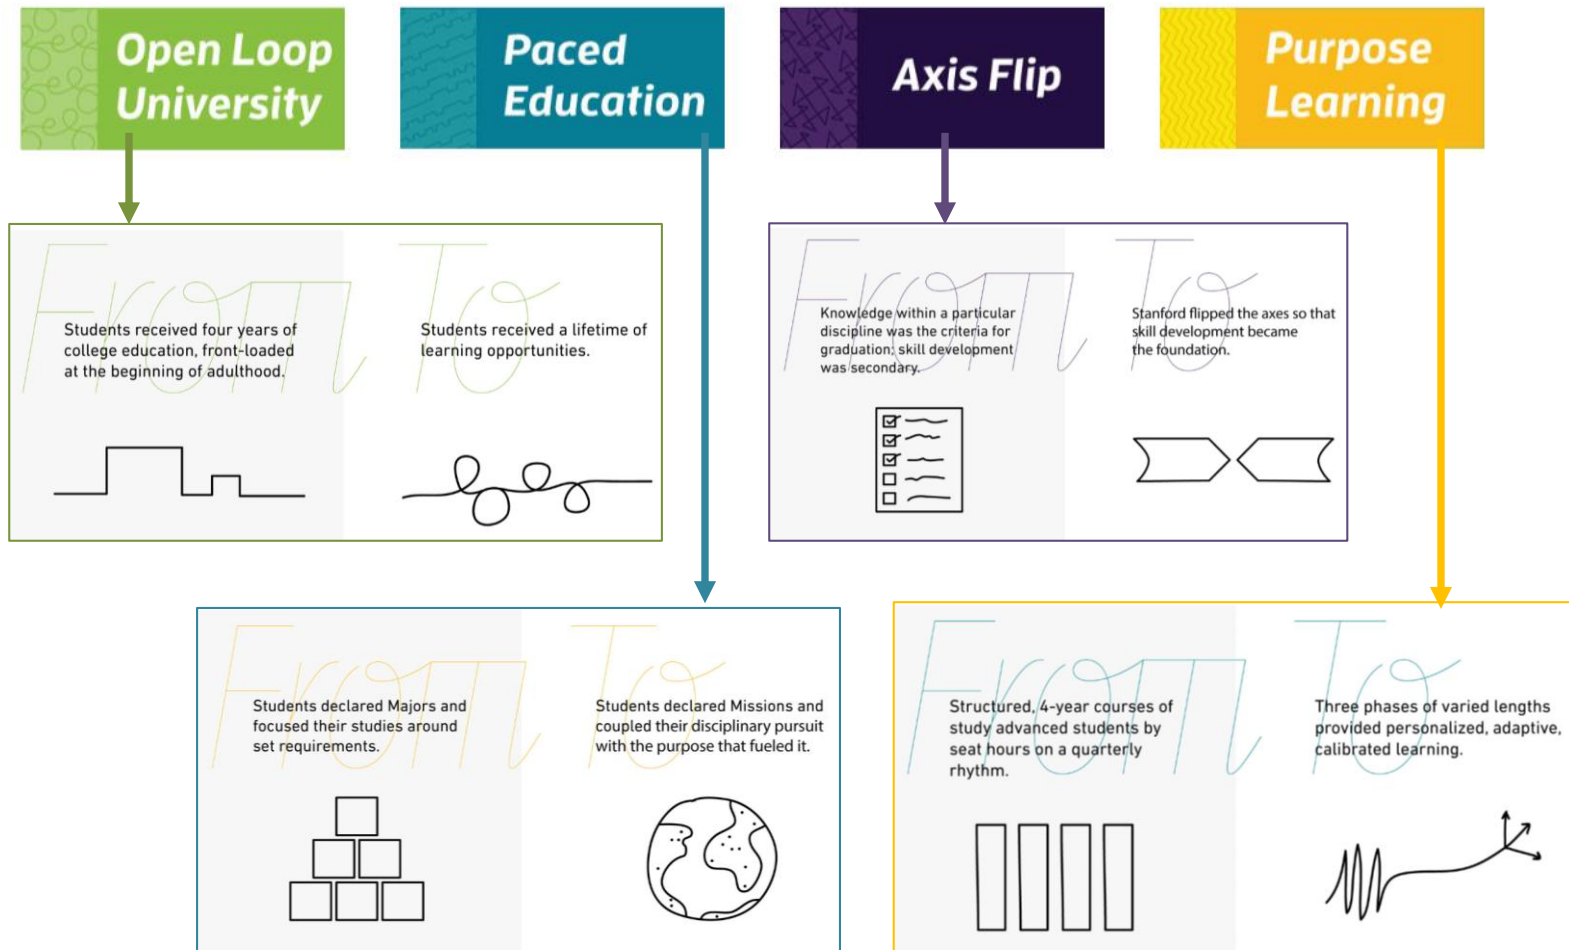 Open Loop
University
Paced
Education
Axis Flip
Purpose
Learning
From
To
Students received four years of
college education, front-loaded
at the beginning of adulthood.
Students received a lifetime of
learning opportunities.
From
To
Knowledge within a particular
discipline was the criteria for
graduation; skill development
was secondary.
Stanford flipped the axes so that
skill development became
the foundation.
From
To
Students declared Majors and
focused their studies around
set requirements.
Students declared Missions and
coupled their disciplinary pursuit
with the purpose that fueled it.
From
To
Structured, 4-year courses of
study advanced students by
seat hours on a quarterly
rhythm.
Three phases of varied lengths
provided personalized, adaptive,
calibrated learning.